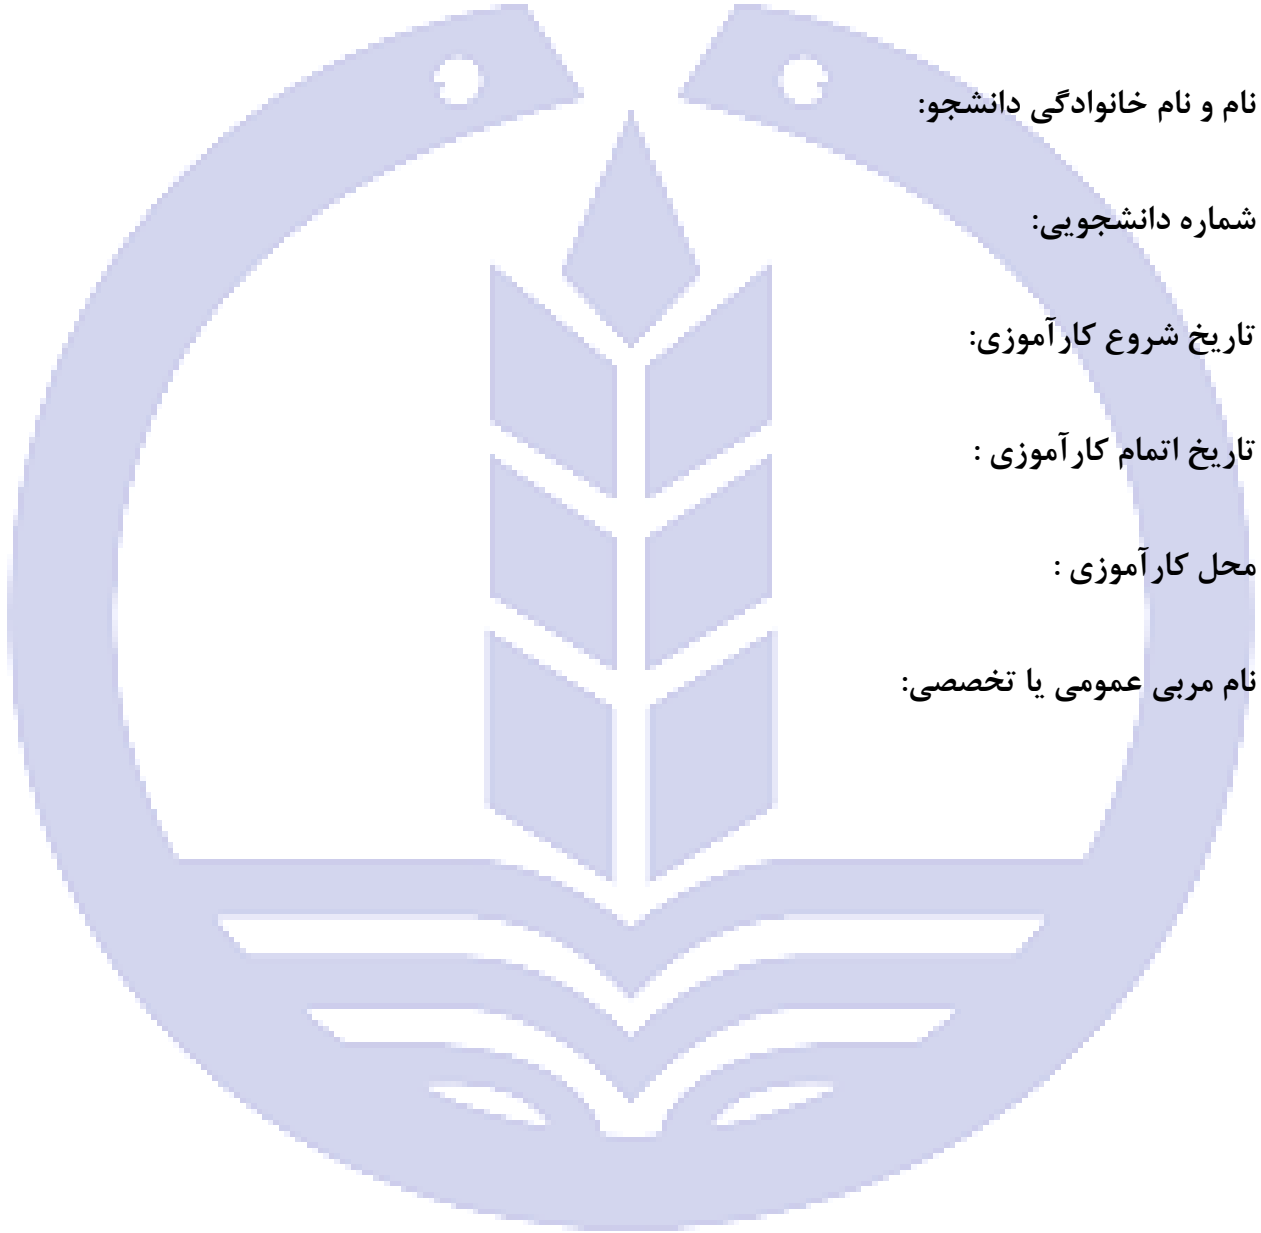 نام و نام خانوادگی دانشجو:
شماره دانشجویی:
تاریخ شروع کارآموزی:
تاریخ اتمام کارآموزی :
محل کارآموزی :
نام مربی عمومی یا تخصصی: